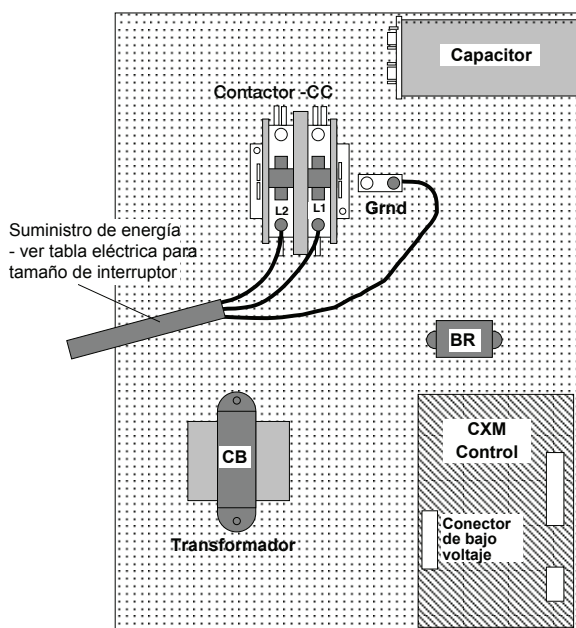 Capacitor
Contactor -CC
L2
L1
Grnd
Suministro de energía
- ver tabla eléctrica para
tamaño de interruptor
BR
CXM
Control
CB
Conector
de bajo
voltaje
Transformador